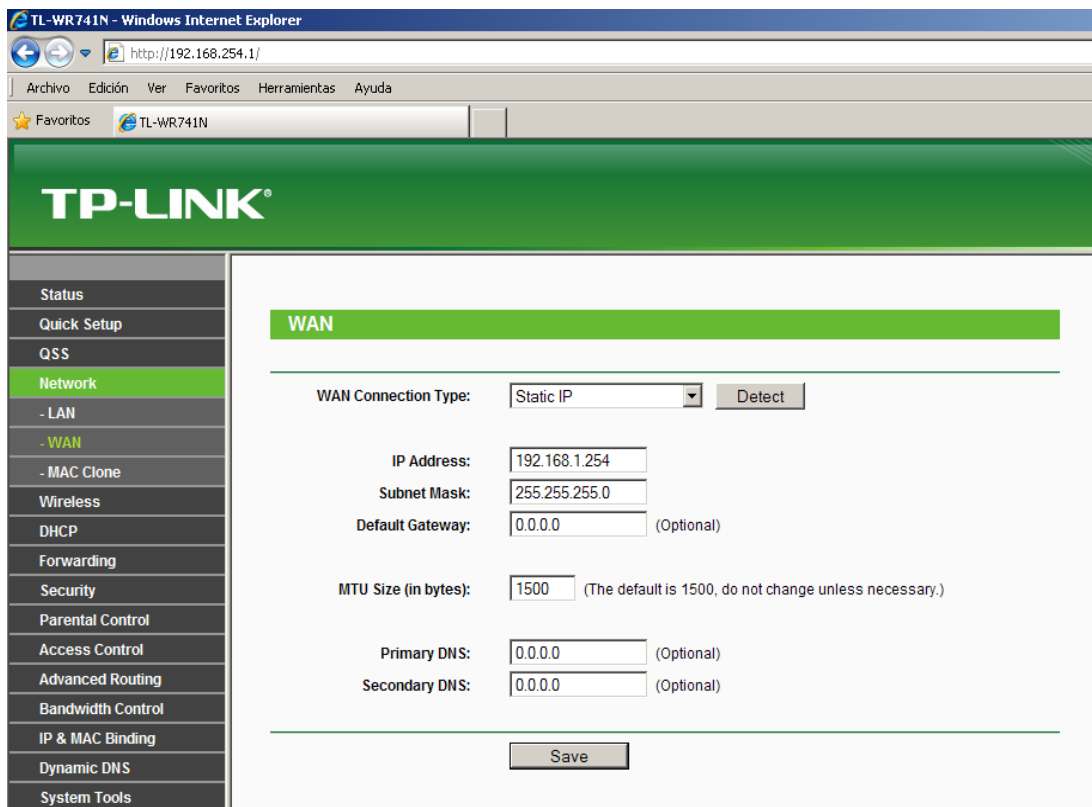 TL-WR741N - Windows Internet Explorer
http://192.168.254.1/
Archivo Edición Ver Favoritos Herramientas Ayuda
Favoritos TL-WR741N
TP-LINK®
Status
Quick Setup
QSS
Network
- LAN
- WAN
- MAC Clone
Wireless
DHCP
Forwarding
Security
Parental Control
Access Control
Advanced Routing
Bandwidth Control
IP & MAC Binding
Dynamic DNS
System Tools
WAN
WAN Connection Type: Static IP Detect
IP Address: 192.168.1.254
Subnet Mask: 255.255.255.0
Default Gateway: 0.0.0.0 (Optional)
MTU Size (in bytes): 1500 (The default is 1500, do not change unless necessary.)
Primary DNS: 0.0.0.0 (Optional)
Secondary DNS: 0.0.0.0 (Optional)
Save